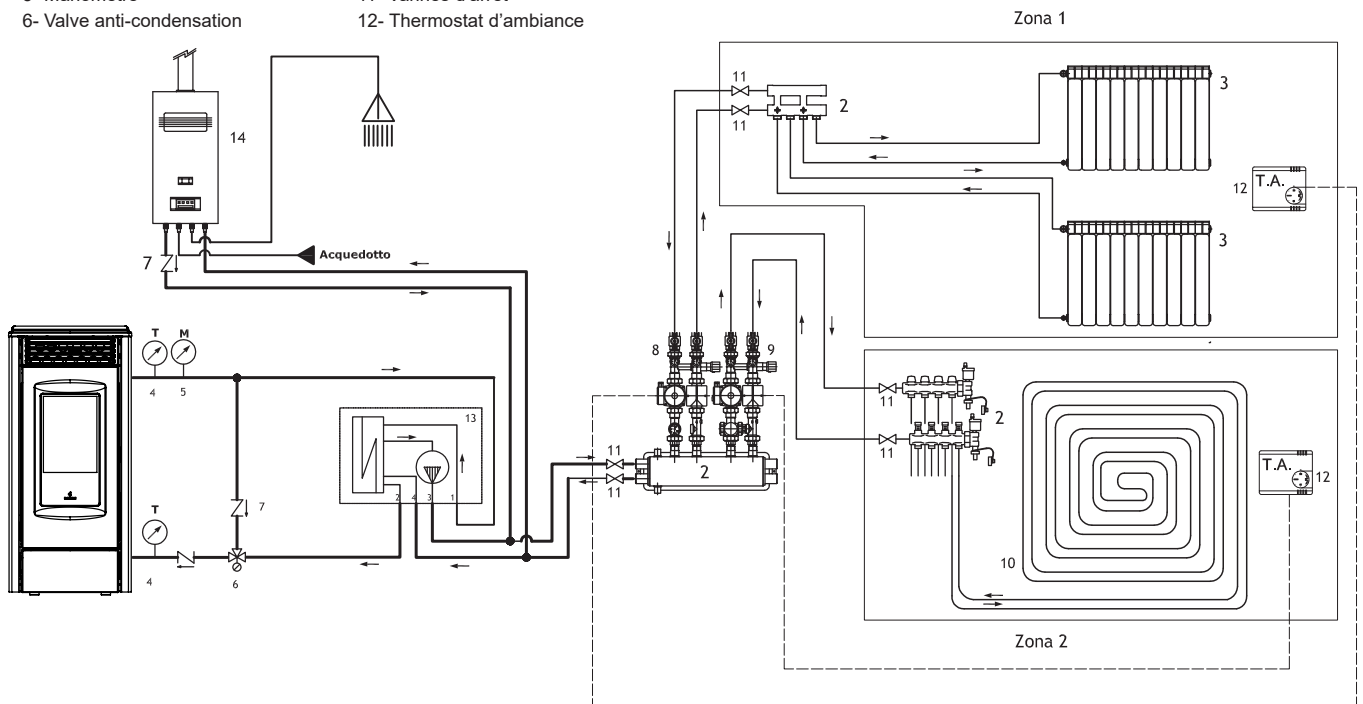 6- Valve anti-condensation
12- Thermostat d’ambiance
Zona 1
14
11
11
2
3
T.A.
12
3
7
Acquedotto
T
M
4
5
8
9
13
2
4
3
1
7
T
4
6
11
11
2
11
11
2
10
T.A.
12
Zona 2